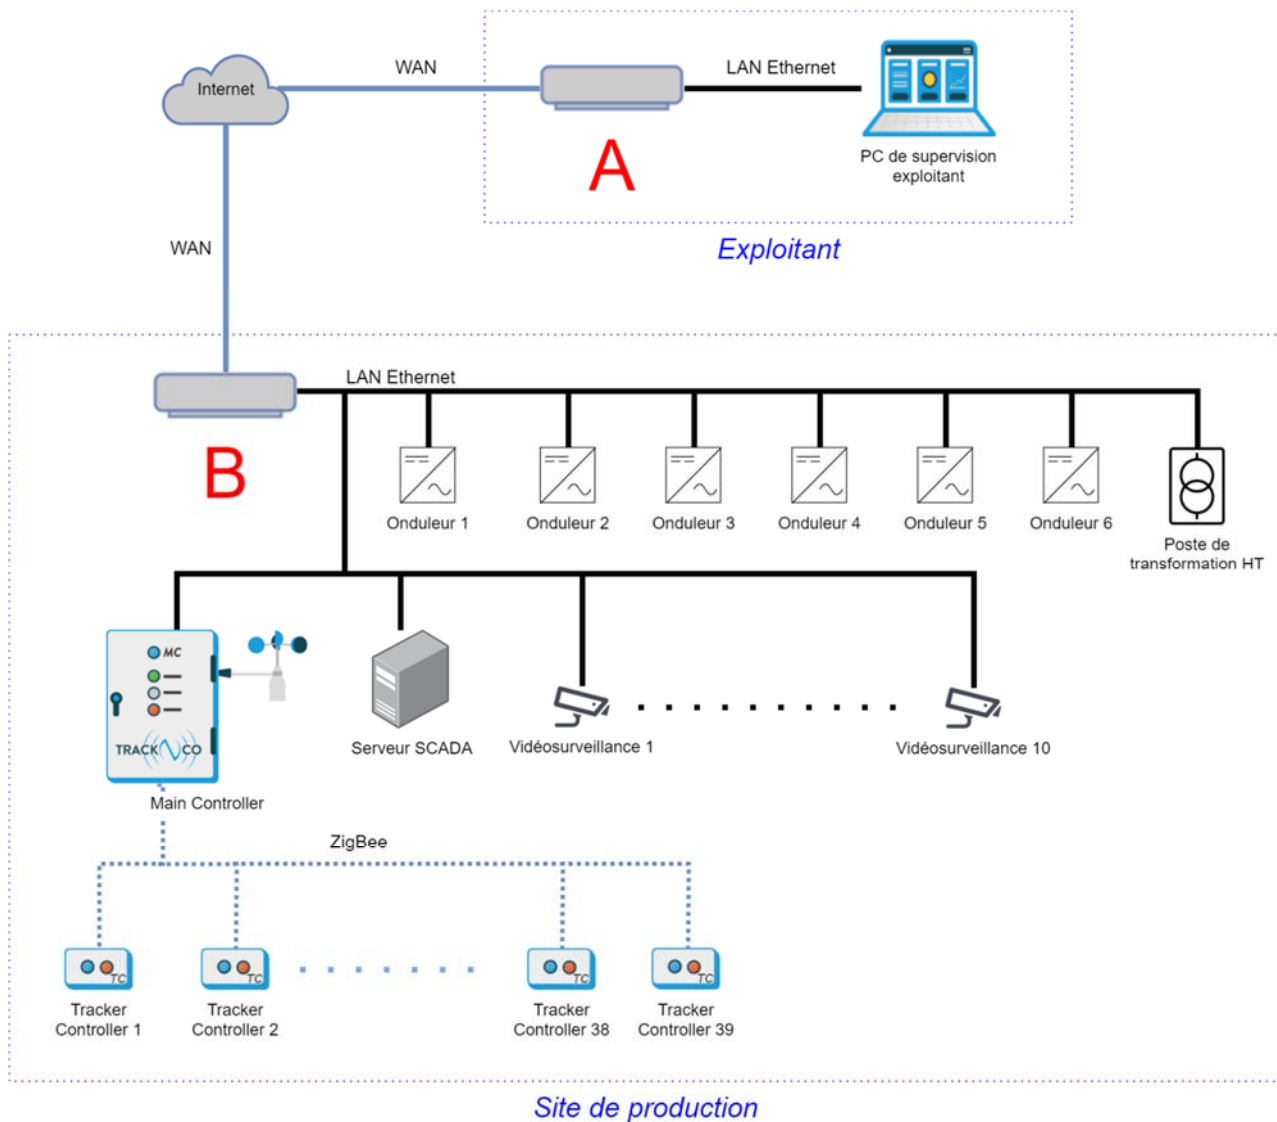 WAN
LAN Ethernet
Internet
A
PC de supervision
exploitant
Exploitant
WAN
LAN Ethernet
B
Onduleur 1
Onduleur 2
Onduleur 3
Onduleur 4
Onduleur 5
Onduleur 6
Poste de
transformation HT
MC
TRACK CO
Main Controller
Serveur SCADA
Vidéosurveillance 1
Vidéosurveillance 10
ZigBee
TC
TC
TC
TC
Tracker
Controller 1
Tracker
Controller 2
Tracker
Controller 38
Tracker
Controller 39
Site de production